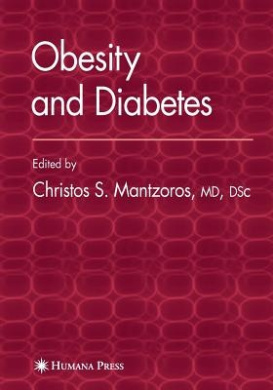 Obesity
and Diabetes
Edited by
Christos S. Mantzoros, MD, DSc
HUMANA PRESS